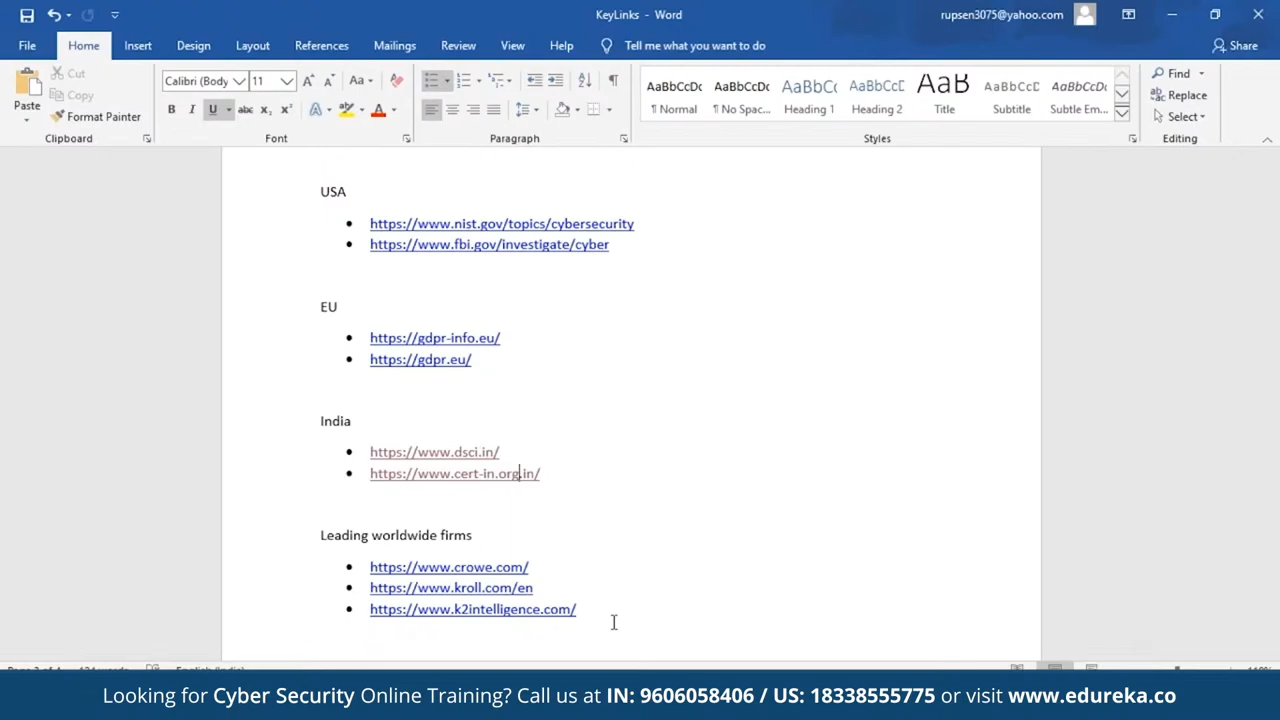 KeyLinks - Word
rupsen3075@yahoo.com
File Home Insert Design Layout References Mailings Review View Help Tell me what you want to do Share
Paste
Cut
Copy
Format Painter
Clipboard
Calibri (Body 11
Font
Paragraph
AaBbCcDc AaBbCcDc AaBbCc AaBbCcD AaB AaBbCcD AaBbCcDc
¶ Normal ¶ No Spac... Heading 1 Heading 2 Title Subtitle Subtle Em...
Styles
Find
Replace
Select
Editing
USA
• https://www.nist.gov/topics/cybersecurity
• https://www.fbi.gov/investigate/cyber
EU
• https://gdpr-info.eu/
• https://gdpr.eu/
India
• https://www.dsci.in/
• https://www.cert-in.org.in/
Leading worldwide firms
• https://www.crowe.com/
• https://www.kroll.com/en
• https://www.k2intelligence.com/
Looking for Cyber Security Online Training? Call us at IN: 9606058406 / US: 18338555775 or visit www.edureka.co